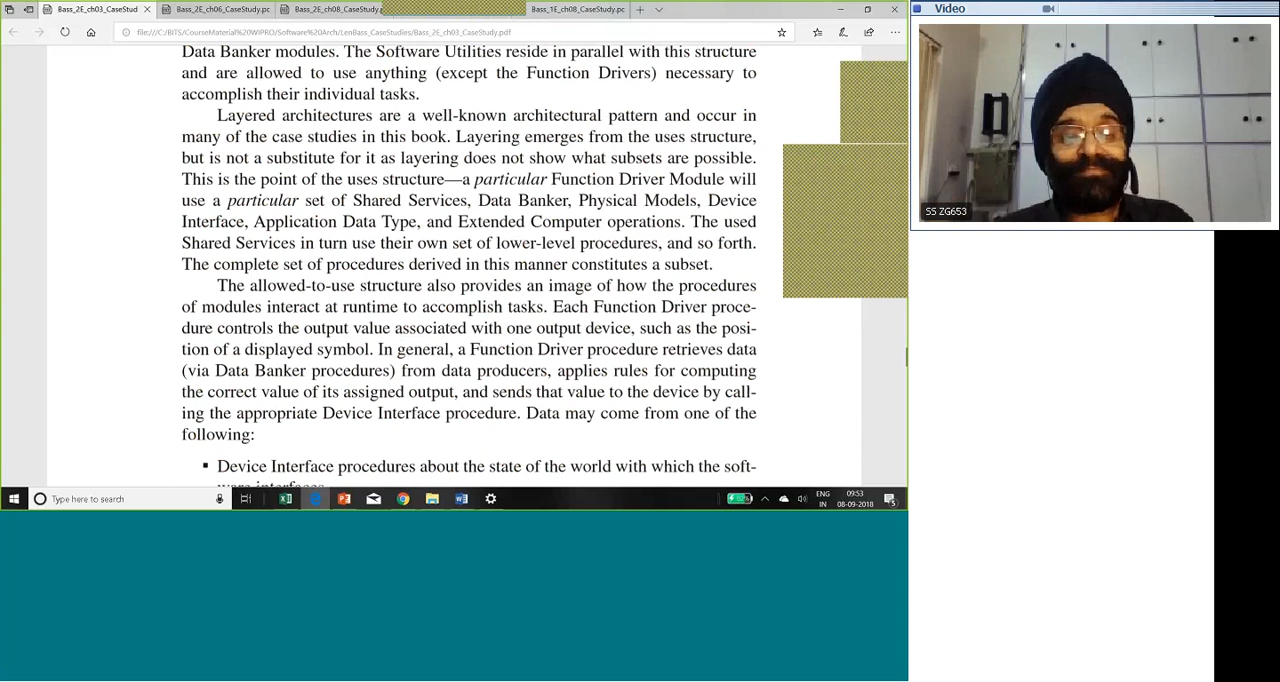 Bass_2E_ch03_CaseStud
Bass_2E_ch06_CaseStudy.pc
Bass_2E_ch08_CaseStudy.
Bass_1E_ch08_CaseStudy.pc
Video
file:///C:/BITS/CourseMaterial%20WIPRO/Software%20Arch/LenBass_CaseStudies/Bass_2E_ch03_CaseStudy.pdf
Data Banker modules. The Software Utilities reside in parallel with this structure
and are allowed to use anything (except the Function Drivers) necessary to
accomplish their individual tasks.
Layered architectures are a well-known architectural pattern and occur in
many of the case studies in this book. Layering emerges from the uses structure,
but is not a substitute for it as layering does not show what subsets are possible.
This is the point of the uses structure—a particular Function Driver Module will
use a particular set of Shared Services, Data Banker, Physical Models, Device
Interface, Application Data Type, and Extended Computer operations. The used
Shared Services in turn use their own set of lower-level procedures, and so forth.
The complete set of procedures derived in this manner constitutes a subset.
The allowed-to-use structure also provides an image of how the procedures
of modules interact at runtime to accomplish tasks. Each Function Driver proce-
dure controls the output value associated with one output device, such as the posi-
tion of a displayed symbol. In general, a Function Driver procedure retrieves data
(via Data Banker procedures) from data producers, applies rules for computing
the correct value of its assigned output, and sends that value to the device by call-
ing the appropriate Device Interface procedure. Data may come from one of the
following:
▪ Device Interface procedures about the state of the world with which the soft-
ware interfaces
SS ZG653
Type here to search
ENG
IN
09:53
08-09-2018